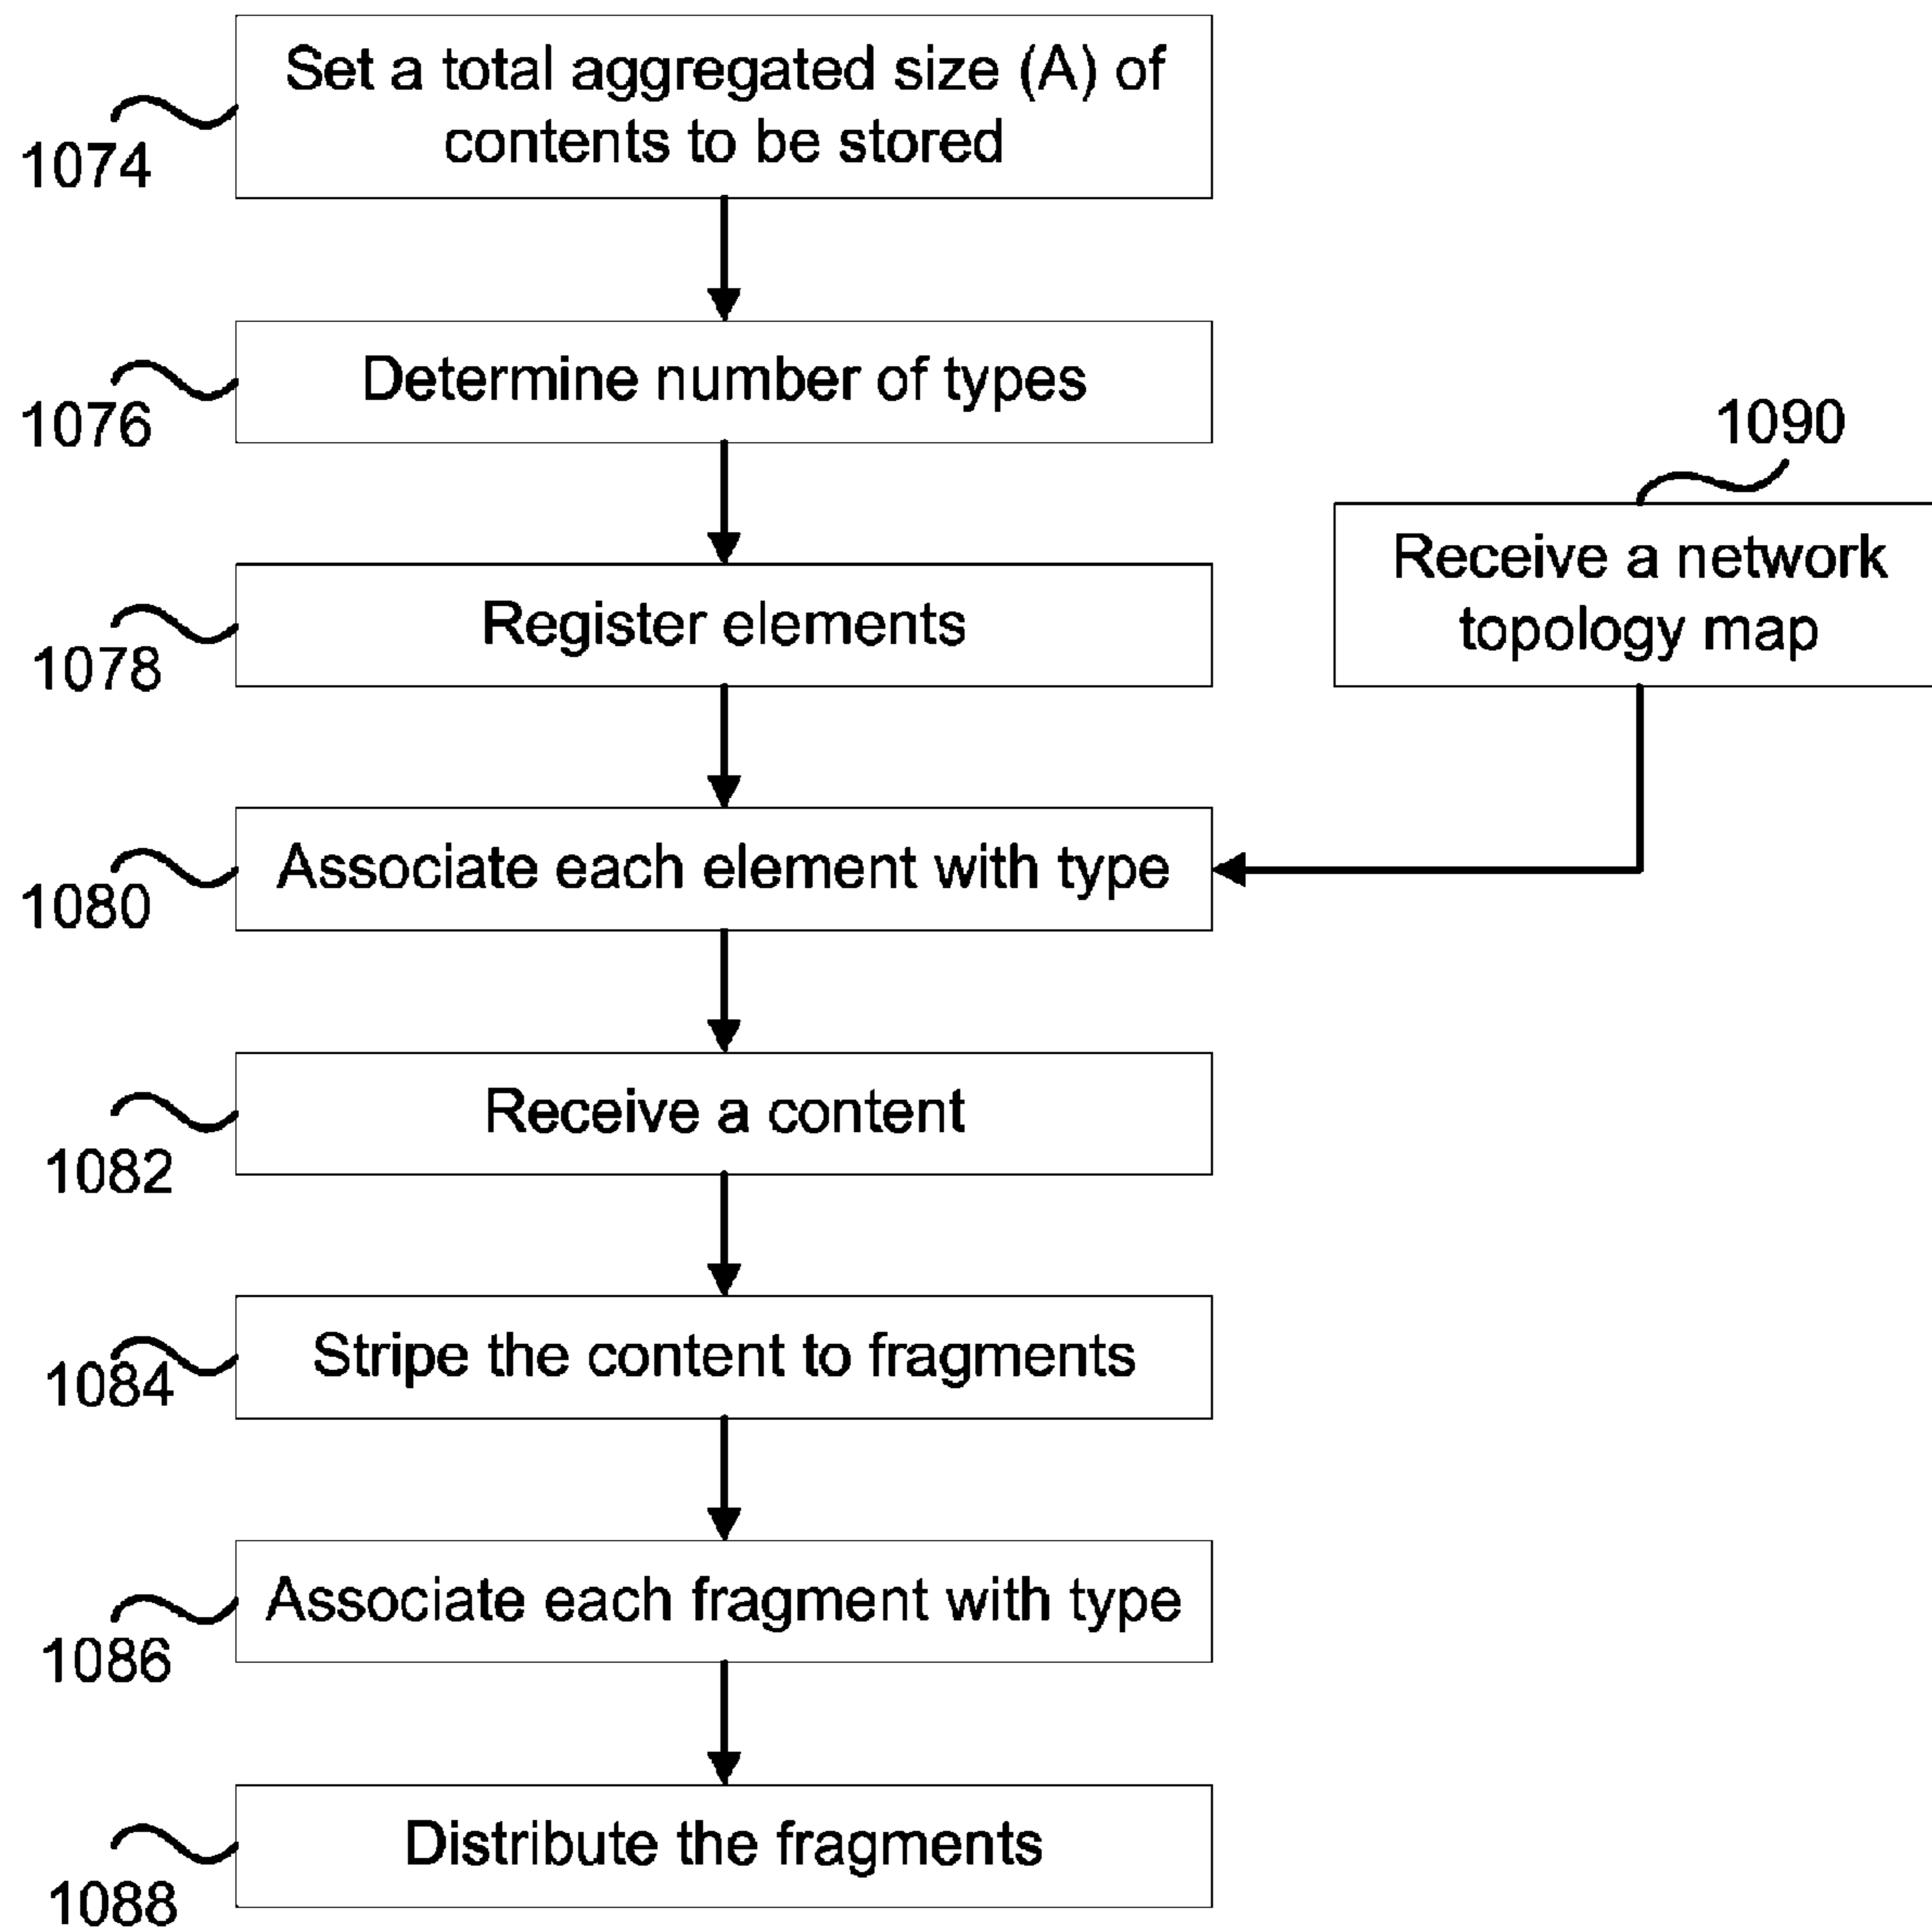 Set a total aggregated size (A) of
contents to be stored
1074
Determine number of types
1076
1090
Receive a network
topology map
Register elements
1078
Associate each element with type
1080
Receive a content
1082
Stripe the content to fragments
1084
Associate each fragment with type
1086
Distribute the fragments
1088